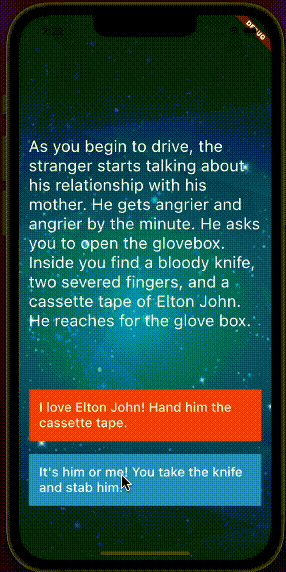 As you begin to drive, the
stranger starts talking about
his relationship with his
mother. He gets angrier and
angrier by the minute. He asks
you to open the glovebox.
Inside you find a bloody knife,
two severed fingers, and a
cassette tape of Elton John.
He reaches for the glove box.
I love Elton John! Hand him the
cassette tape.
It's him or me! You take the knife
and stab him.